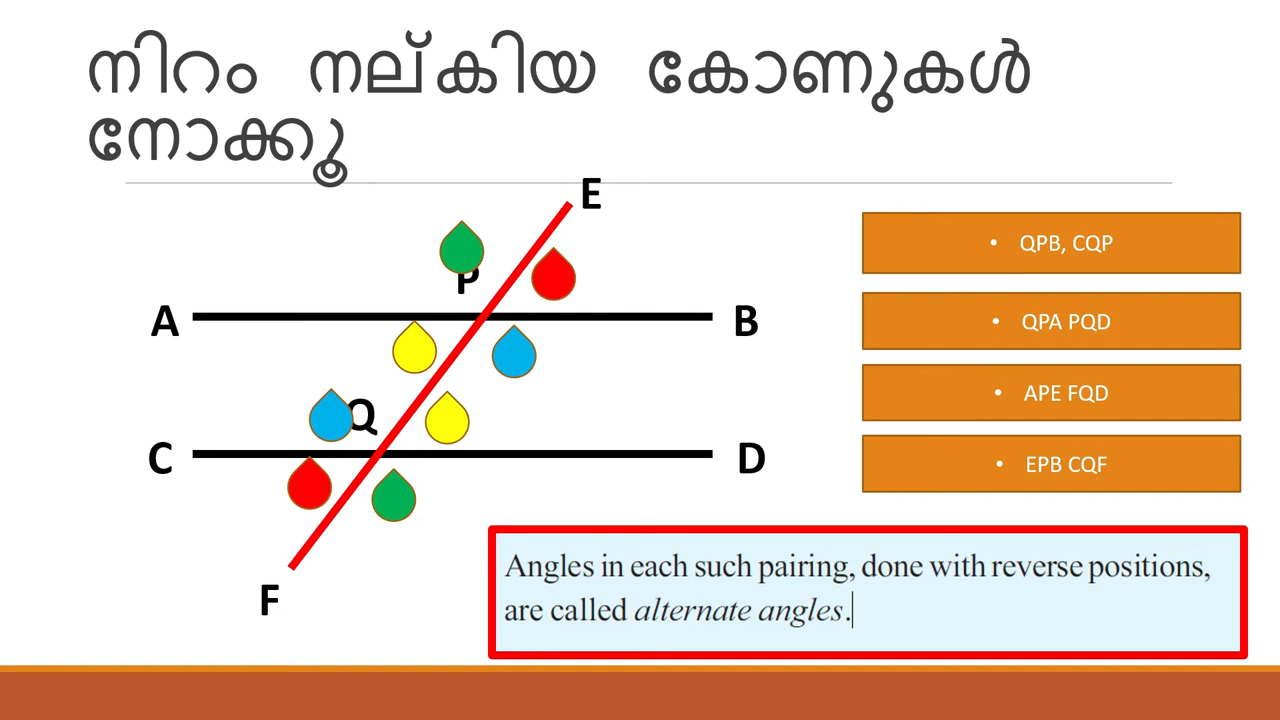 നിറം നല്കിയ കോണുകൾ
നോക്കൂ
E
P
A
B
Q
C
D
F
• QPB, CQP
• QPA PQD
• APE FQD
• EPB CQF
Angles in each such pairing, done with reverse positions,
are called alternate angles.